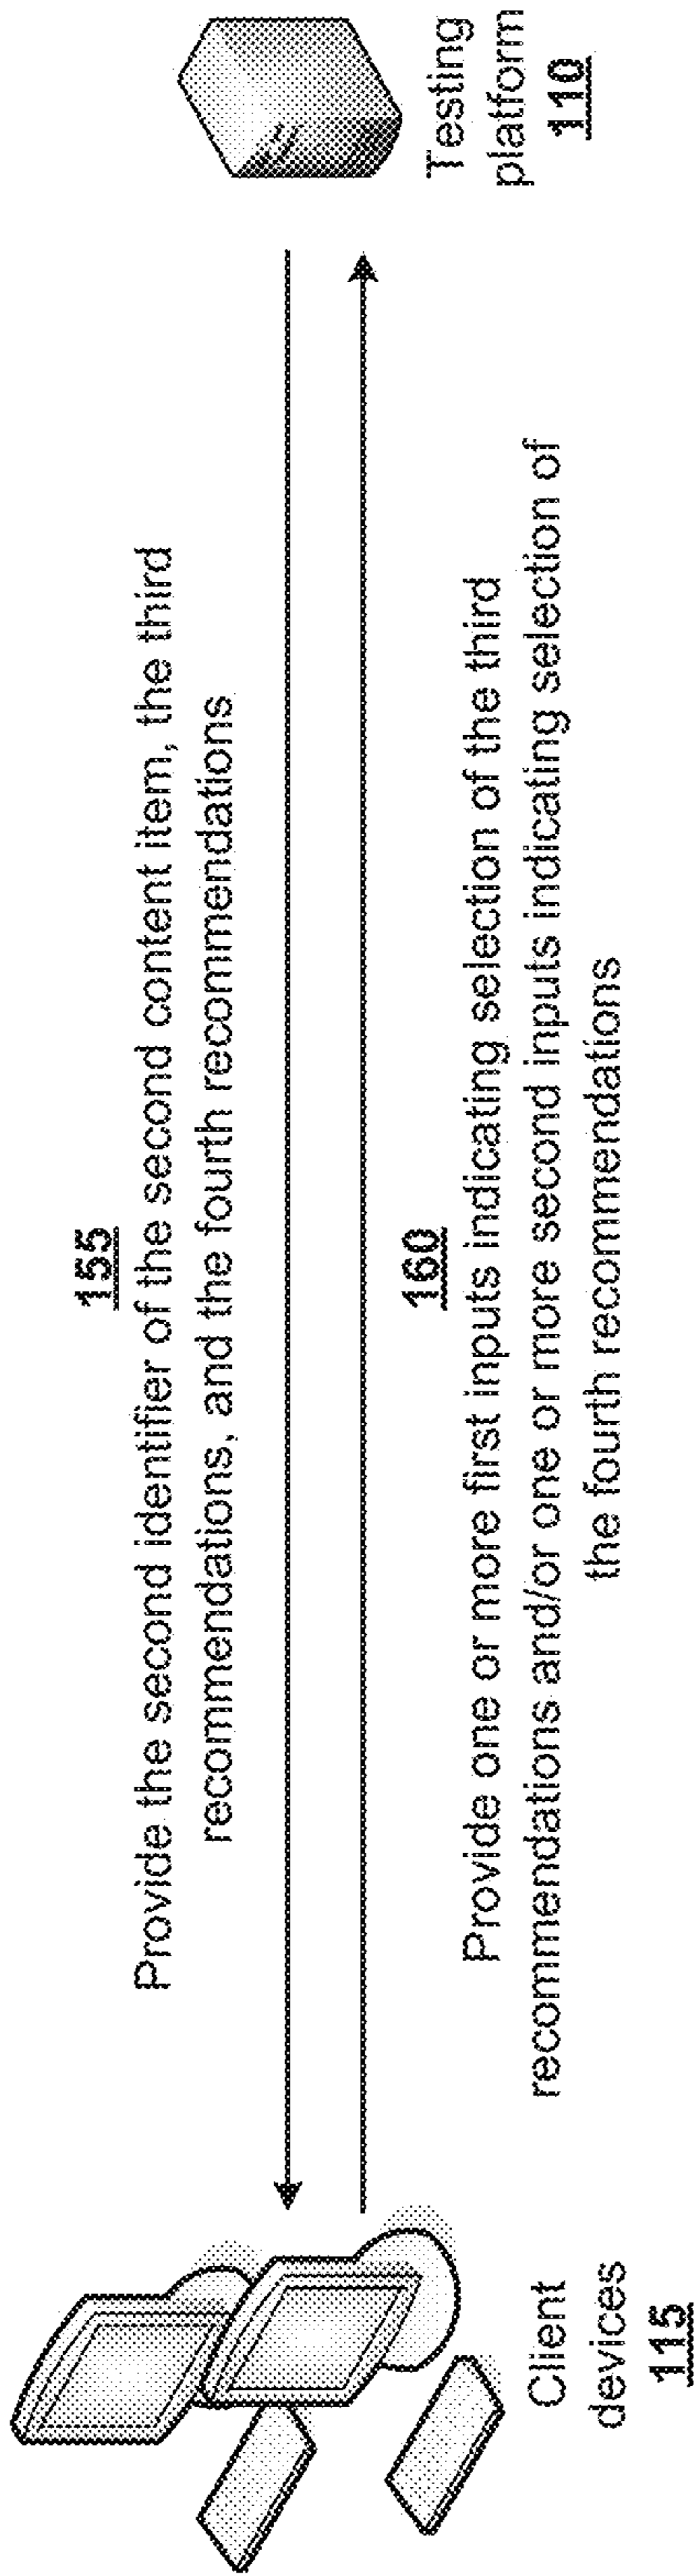 155
Provide the second identifier of the second content item, the third
recommendations, and the fourth recommendations
160
Provide one or more first inputs indicating selection of the third
recommendations and/or one or more second inputs indicating selection of
the fourth recommendations
Client
devices
115
Testing
platform
110